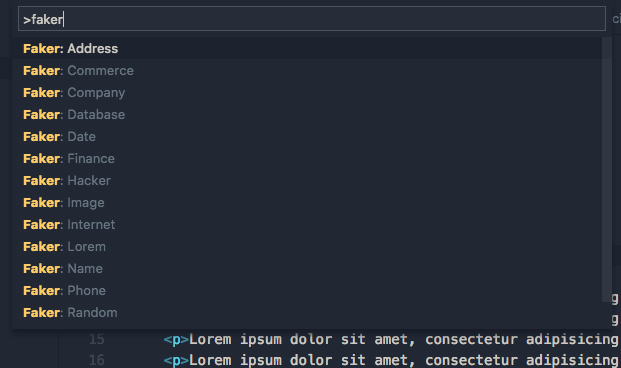 >faker
Faker: Address
Faker: Commerce
Faker: Company
Faker: Database
Faker: Date
Faker: Finance
Faker: Hacker
Faker: Image
Faker: Internet
Faker: Lorem
Faker: Name
Faker: Phone
Faker: Random
15 <p>Lorem ipsum dolor sit amet, consectetur adipisicing
16 <p>Lorem ipsum dolor sit amet, consectetur adipisicing